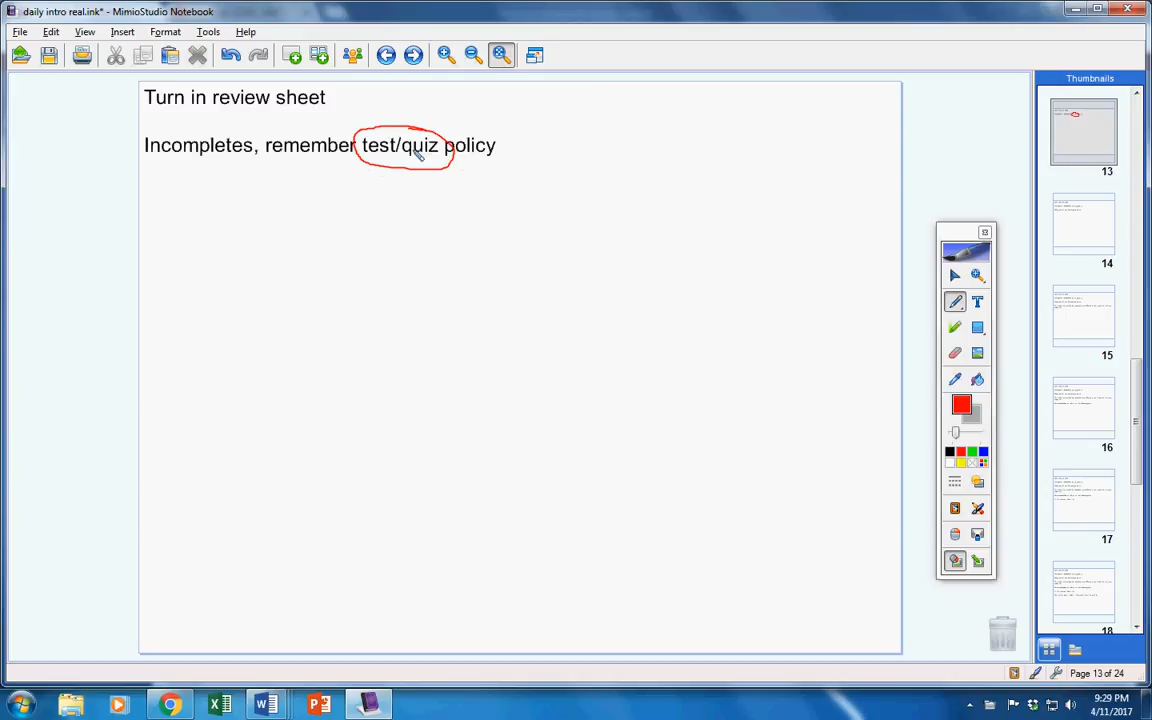 daily intro real.ink* - MimioStudio Notebook
File Edit View Insert Format Tools Help
Turn in review sheet
Incompletes, remember test/quiz policy
Thumbnails
13
14
15
16
17
18
Page 13 of 24
9:29 PM
4/11/2017